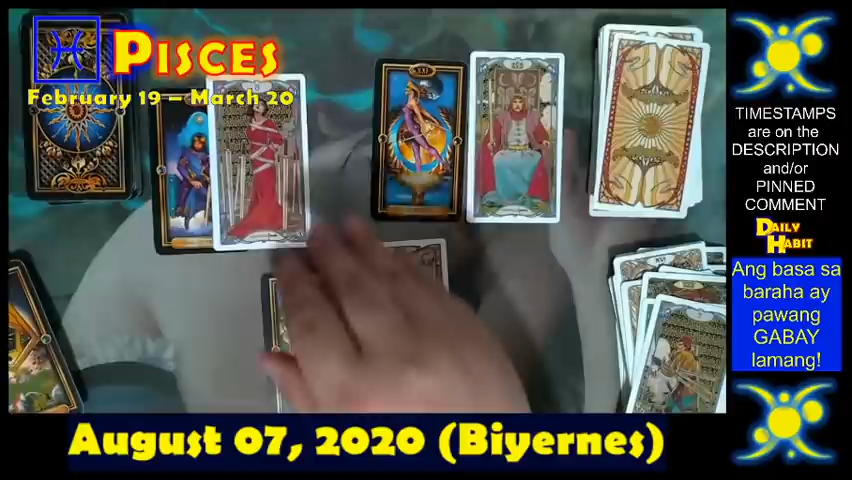 Pisces
February 19 – March 20
XXI
TIMESTAMPS
are on the
DESCRIPTION
and/or
PINNED
COMMENT
Daily
Habit
Ang basa sa
baraha ay
pawang
GABAY
lamang!
August 07, 2020 (Biyernes)